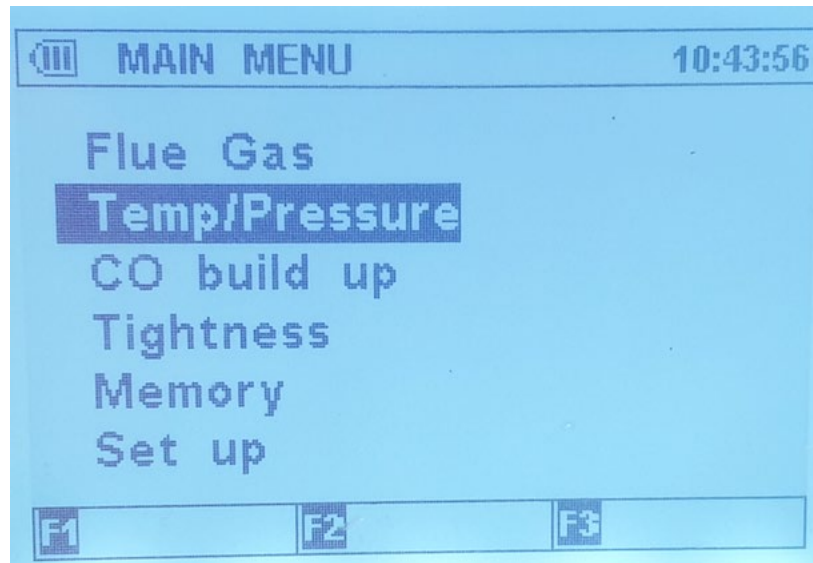 MAIN MENU 10:43:56
Flue Gas
Temp/Pressure
CO build up
Tightness
Memory
Set up
F1 F2 F3